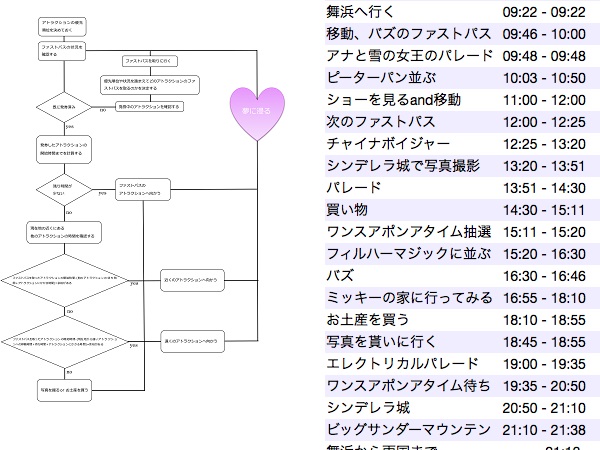 アトラクションの優先
順位を決めておく
ファストパスの状況を
確認する
ファストパスを取りに行く
優先順位や状況を踏まえてどのアトラクションのファ
ストパスを取るのかを決定する
既に発券済み
no
発券中のアトラクションを確認する
yes
夢に浸る
発券したアトラクションの
開始時間までを計算する
残り時間が
少ない
yes
ファストパスの
アトラクションへ向かう
no
現在地の近くにある
他のアトラクションの時間を確認する
yes
近くのアトラクションへ向かう
no
yes
遠くのアトラクションへ向かう
no
写真を撮る or お土産を買う
舞浜へ行く 09:22 - 09:22
移動、バズのファストパス 09:46 - 10:00
アナと雪の女王のパレード 09:48 - 09:48
ピーターパン並ぶ 10:03 - 10:50
ショーを見るand移動 11:00 - 12:00
次のファストパス 12:00 - 12:25
チャイナボイジャー 12:25 - 13:20
シンデレラ城で写真撮影 13:20 - 13:51
パレード 13:51 - 14:30
買い物 14:30 - 15:11
ワンスアポンアタイム抽選 15:11 - 15:20
フィルハーマジックに並ぶ 15:20 - 16:30
バズ 16:30 - 16:46
ミッキーの家に行ってみる 16:55 - 18:10
お土産を買う 18:10 - 18:55
写真を貰いに行く 18:45 - 18:55
エレクトリカルパレード 19:00 - 19:35
ワンスアポンアタイム待ち 19:35 - 20:50
シンデレラ城 20:50 - 21:10
ビッグサンダーマウンテン 21:10 - 21:38